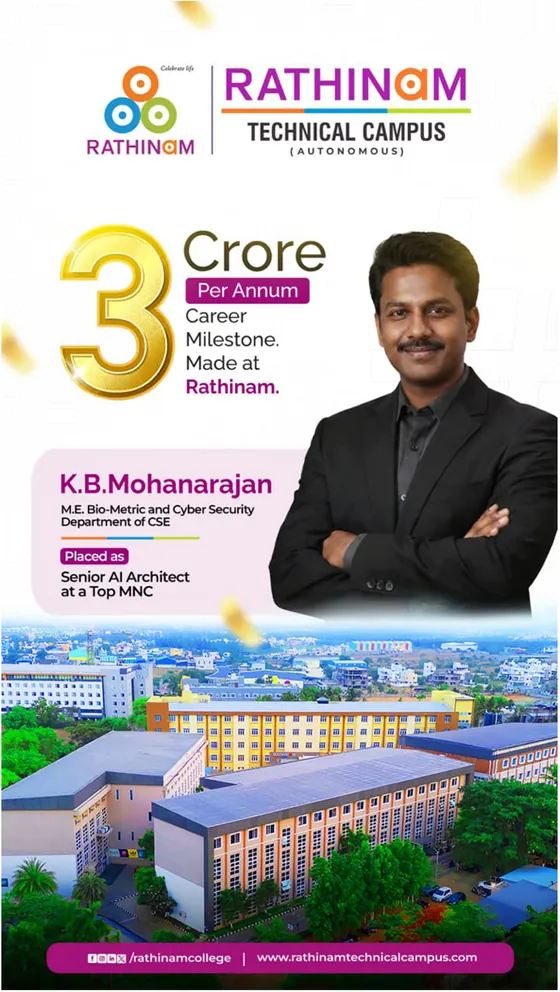 Celebrate life
RATHINAM
RATHINAM
TECHNICAL CAMPUS
(AUTONOMOUS)
3 Crore
Per Annum
Career
Milestone.
Made at
Rathinam.
K.B.Mohanarajan
M.E. Bio-Metric and Cyber Security
Department of CSE
Placed as
Senior AI Architect
at a Top MNC
/rathinamcollege | www.rathinamtechnicalcampus.com